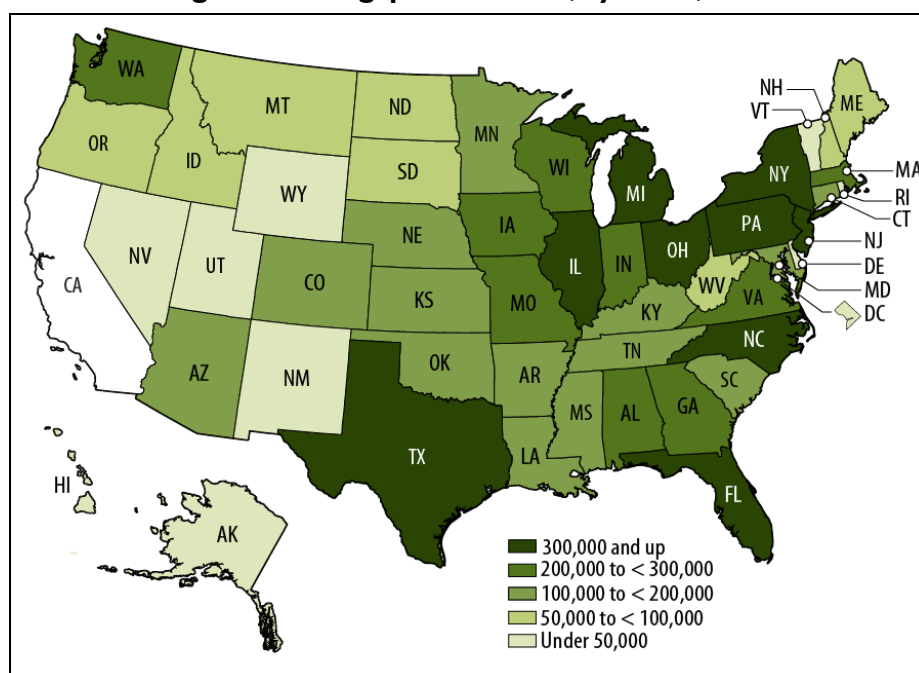 WA
MT
ND
MN
OR
ID
SD
WI
WY
MI
NH
VT
ME
NY
MA
RI
CT
NV
UT
CO
NE
IA
IL
IN
OH
PA
NJ
DE
MD
DC
CA
KS
MO
WV
VA
KY
AZ
NM
OK
AR
TN
NC
SC
TX
LA
MS
AL
GA
FL
HI
AK
300,000 and up
200,000 to < 300,000
100,000 to < 200,000
50,000 to < 100,000
Under 50,000